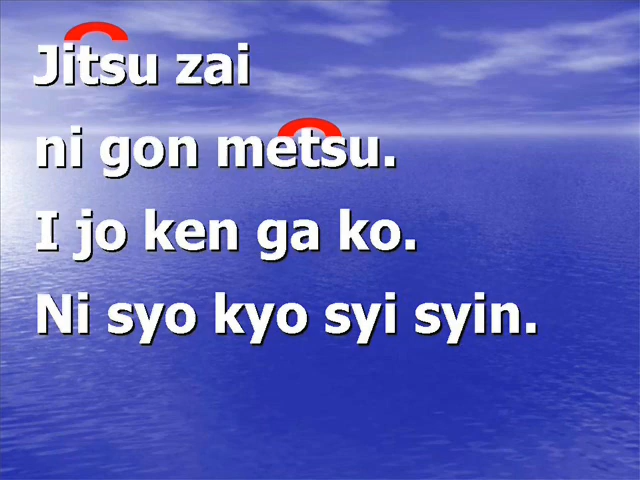 Jitsu zai
ni gon metsu.
I jo ken ga ko.
Ni syo kyo syi syin.